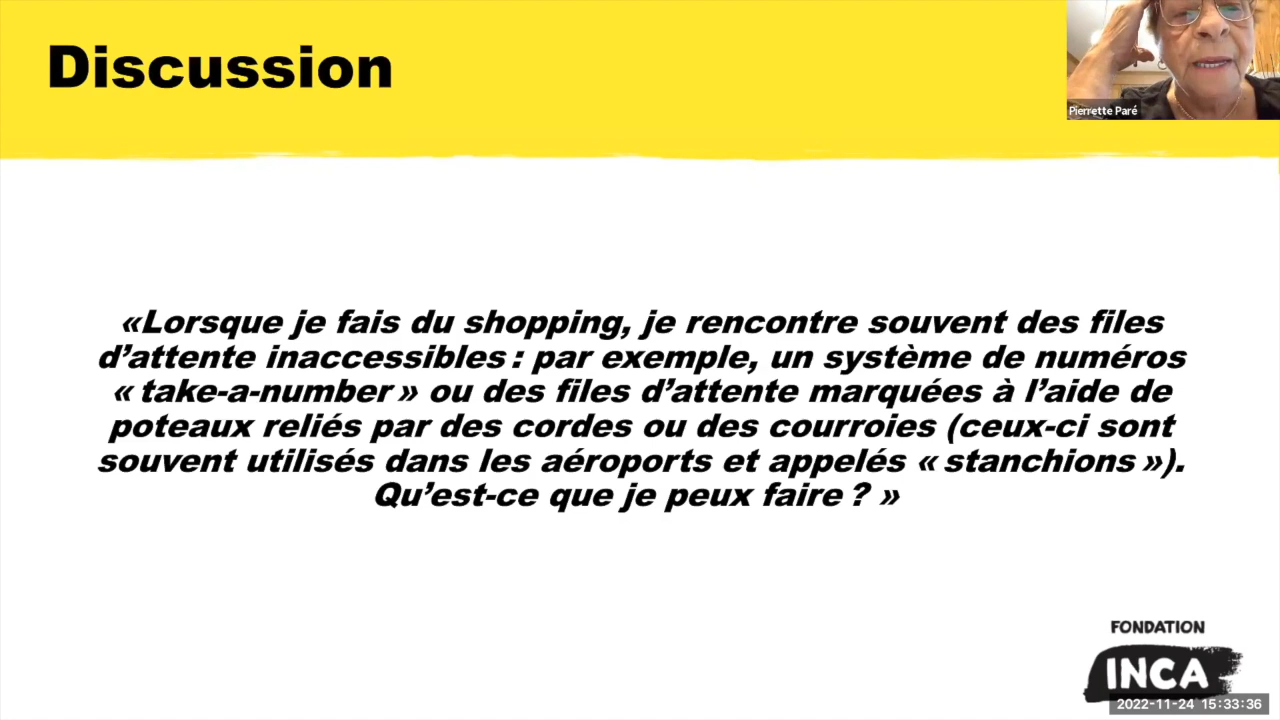 Discussion
Pierrette Paré
«Lorsque je fais du shopping, je rencontre souvent des files
d’attente inaccessibles : par exemple, un système de numéros
« take-a-number » ou des files d’attente marquées à l’aide de
poteaux reliés par des cordes ou des courroies (ceux-ci sont
souvent utilisés dans les aéroports et appelés « stanchions »).
Qu’est-ce que je peux faire ? »
FONDATION
INCA
2022-11-24 15:33:36